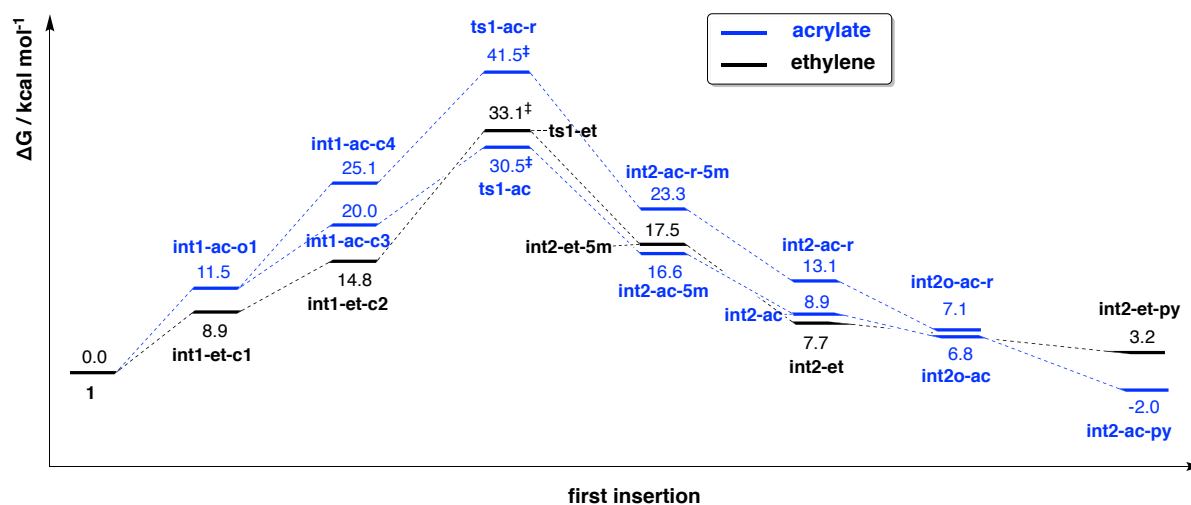 ΔG / kcal mol-1
acrylate
ethylene
ts1-ac-r
41.5‡
33.1‡
ts1-et
30.5‡
ts1-ac
int1-ac-c4
25.1
20.0
int1-ac-c3
14.8
int1-et-c2
int1-ac-o1
11.5
8.9
int1-et-c1
0.0
1
int2-ac-r-5m
23.3
17.5
int2-et-5m
16.6
int2-ac-5m
int2-ac-r
13.1
8.9
int2-ac
7.7
int2-et
int2o-ac-r
7.1
6.8
int2o-ac
int2-et-py
3.2
-2.0
int2-ac-py
first insertion